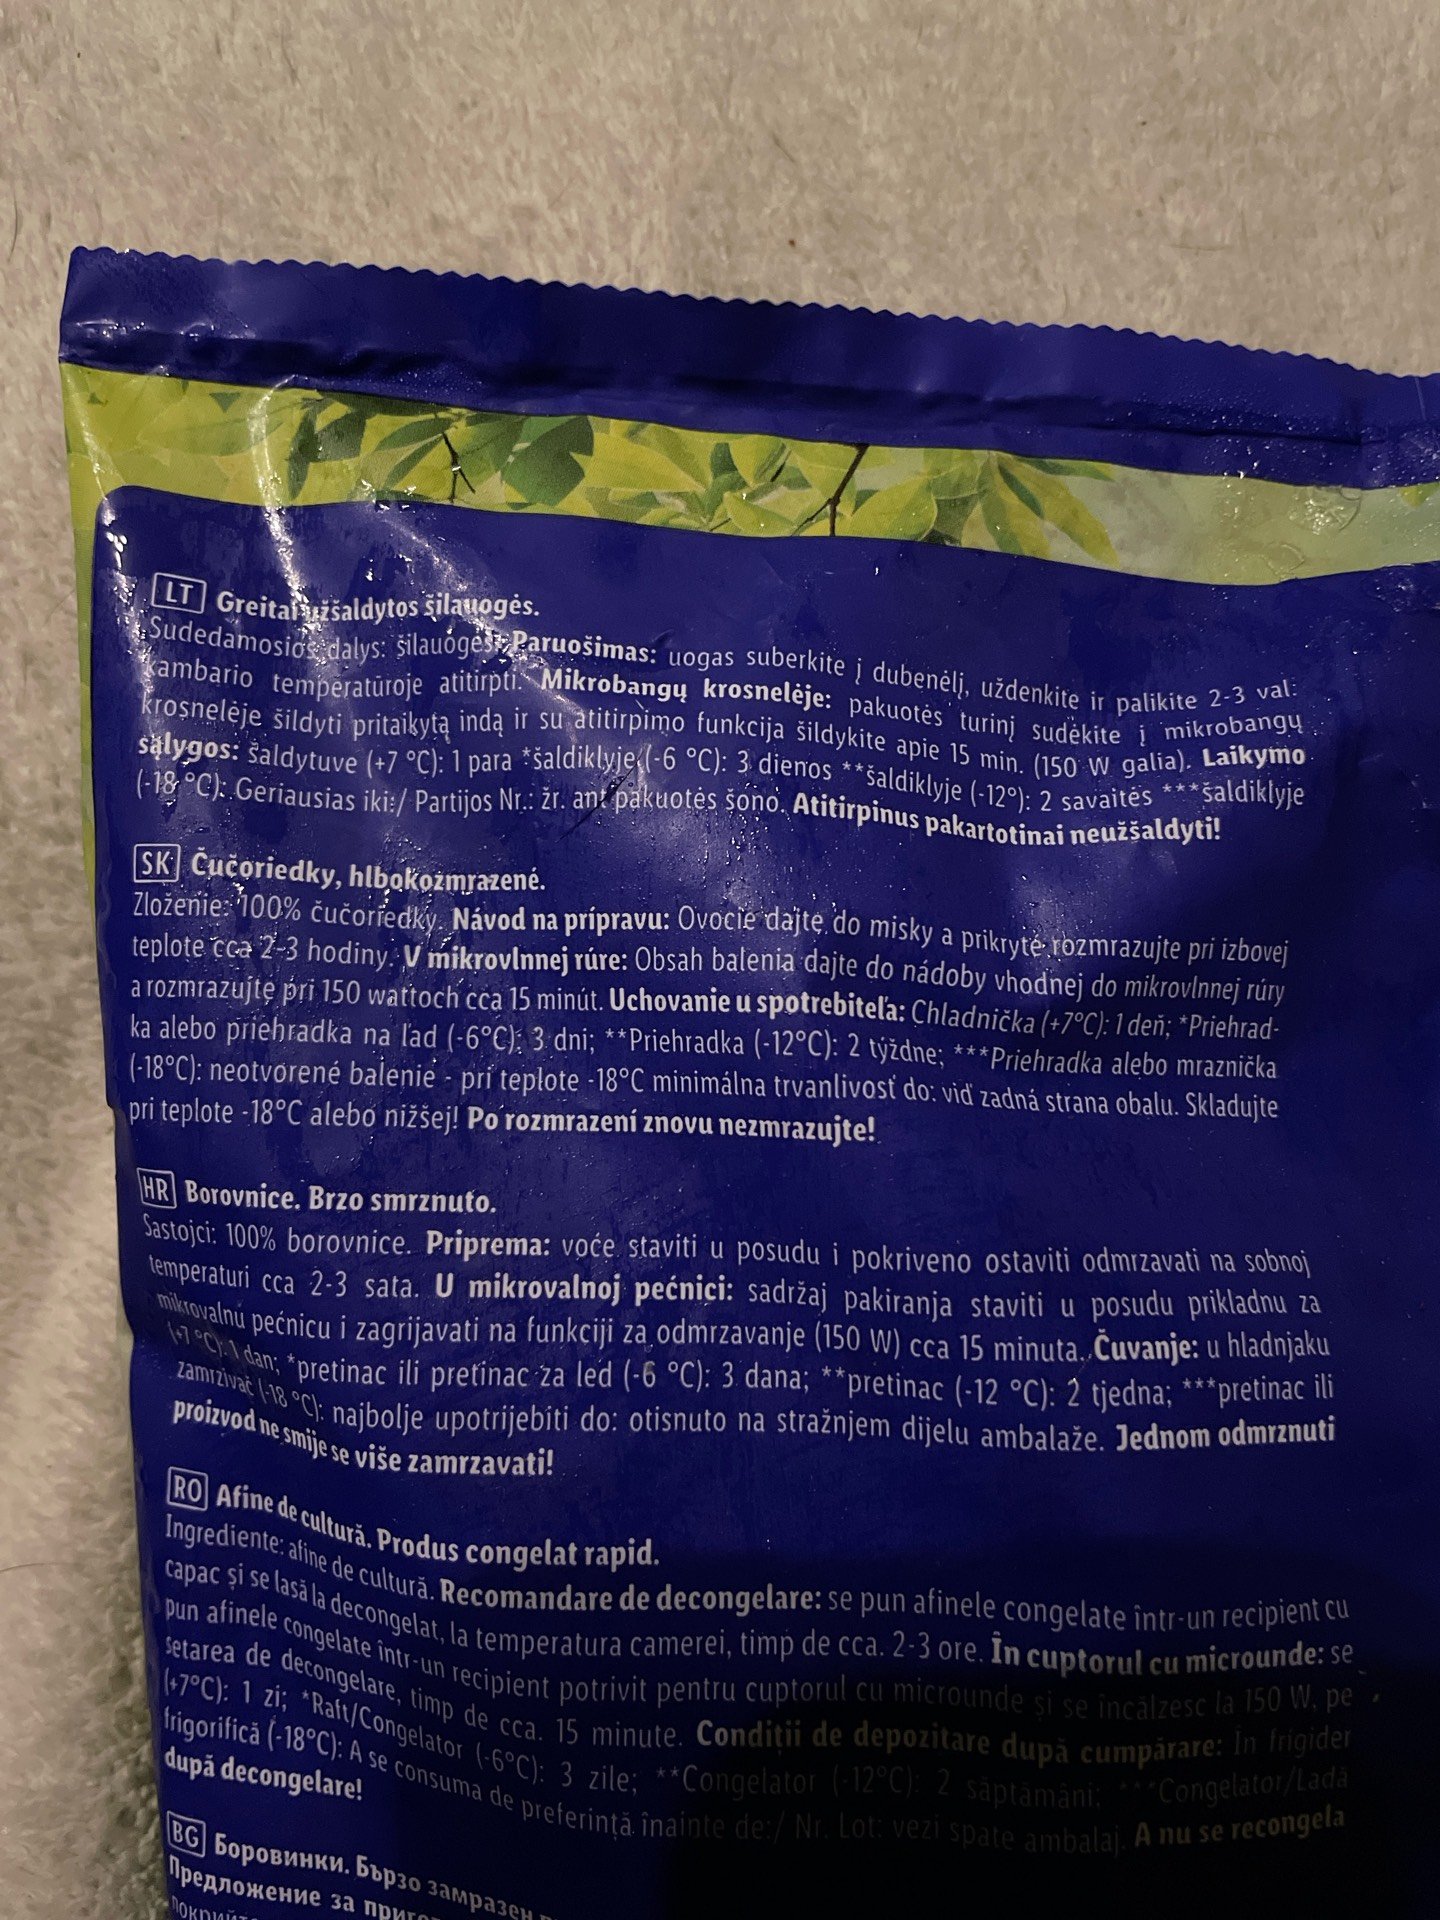 LT Greitai užšaldytos šilauogės.
Sudedamosios dalys: šilauogės. Paruošimas: uogas suberkite į dubenėlį, uždenkite ir palikite 2-3 val.
kambario temperatūroje atitirpti. Mikrobangų krosnelėje: pakuotės turinį sudėkite į mikrobangų
krosnelėje šildyti pritaikytą indą ir su atitirpimo funkcija šildykite apie 15 min. (150 W galia). Laikymo
sąlygos: šaldytuve (+7 °C): 1 para *šaldiklyje (-6 °C): 3 dienos **šaldiklyje (-12°): 2 savaitės ***šaldiklyje
(-18 °C): Geriausias iki:/ Partijos Nr.: žr. ant pakuotės šono. Atitirpinus pakartotinai neužšaldyti!
SK Čučoriedky, hlbokozmrazené.
Zloženie: 100% čučoriedky. Návod na prípravu: Ovocie dajte do misky a prikryté rozmrazujte pri izbovej
teplote cca 2-3 hodiny. V mikrovlnnej rúre: Obsah balenia dajte do nádoby vhodnej do mikrovlnnej rúry
a rozmrazujte pri 150 wattoch cca 15 minút. Uchovanie u spotrebiteľa: Chladnička (+7°C): 1 deň; *Priehrad-
ka alebo priehradka na ľad (-6°C): 3 dni; **Priehradka (-12°C): 2 týždne; ***Priehradka alebo mraznička
(-18°C): neotvorené balenie - pri teplote -18°C minimálna trvanlivosť do: viď zadná strana obalu. Skladujte
pri teplote -18°C alebo nižšej! Po rozmrazení znovu nezmrazujte!
HR Borovnice. Brzo smrznuto.
Sastojci: 100% borovnice. Priprema: voće staviti u posudu i pokriveno ostaviti odmrzavati na sobnoj
temperaturi cca 2-3 sata. U mikrovalnoj pećnici: sadržaj pakiranja staviti u posudu prikladnu za
mikrovalnu pećnicu i zagrijavati na funkciji za odmrzavanje (150 W) cca 15 minuta. Čuvanje: u hladnjaku
(+7 °C): 1 dan; *pretinac ili pretinac za led (-6 °C): 3 dana; **pretinac (-12 °C): 2 tjedna; ***pretinac ili
zamrzivač (-18 °C): najbolje upotrijebiti do: otisnuto na stražnjem dijelu ambalaže. Jednom odmrznuti
proizvod ne smije se više zamrzavati!
RO Afine de cultură. Produs congelat rapid.
Ingrediente: afine de cultură. Recomandare de decongelare: se pun afinele congelate într-un recipient cu
capac și se lasă la decongelat, la temperatura camerei, timp de cca. 2-3 ore. În cuptorul cu microunde: se
pun afinele congelate într-un recipient potrivit pentru cuptorul cu microunde și se încălzesc la 150 W, pe
setarea de decongelare, timp de cca. 15 minute. Condiții de depozitare după cumpărare: În frigider
(+7°C): 1 zi; *Raft/Congelator (-6°C): 3 zile; **Congelator (-12°C): 2 săptămâni; ***Congelator/Ladă
frigorifică (-18°C): A se consuma de preferință înainte de:/ Nr. Lot: vezi spate ambalaj. A nu se recongela
după decongelare!
BG Боровинки. Бързо замразен
Предложение за